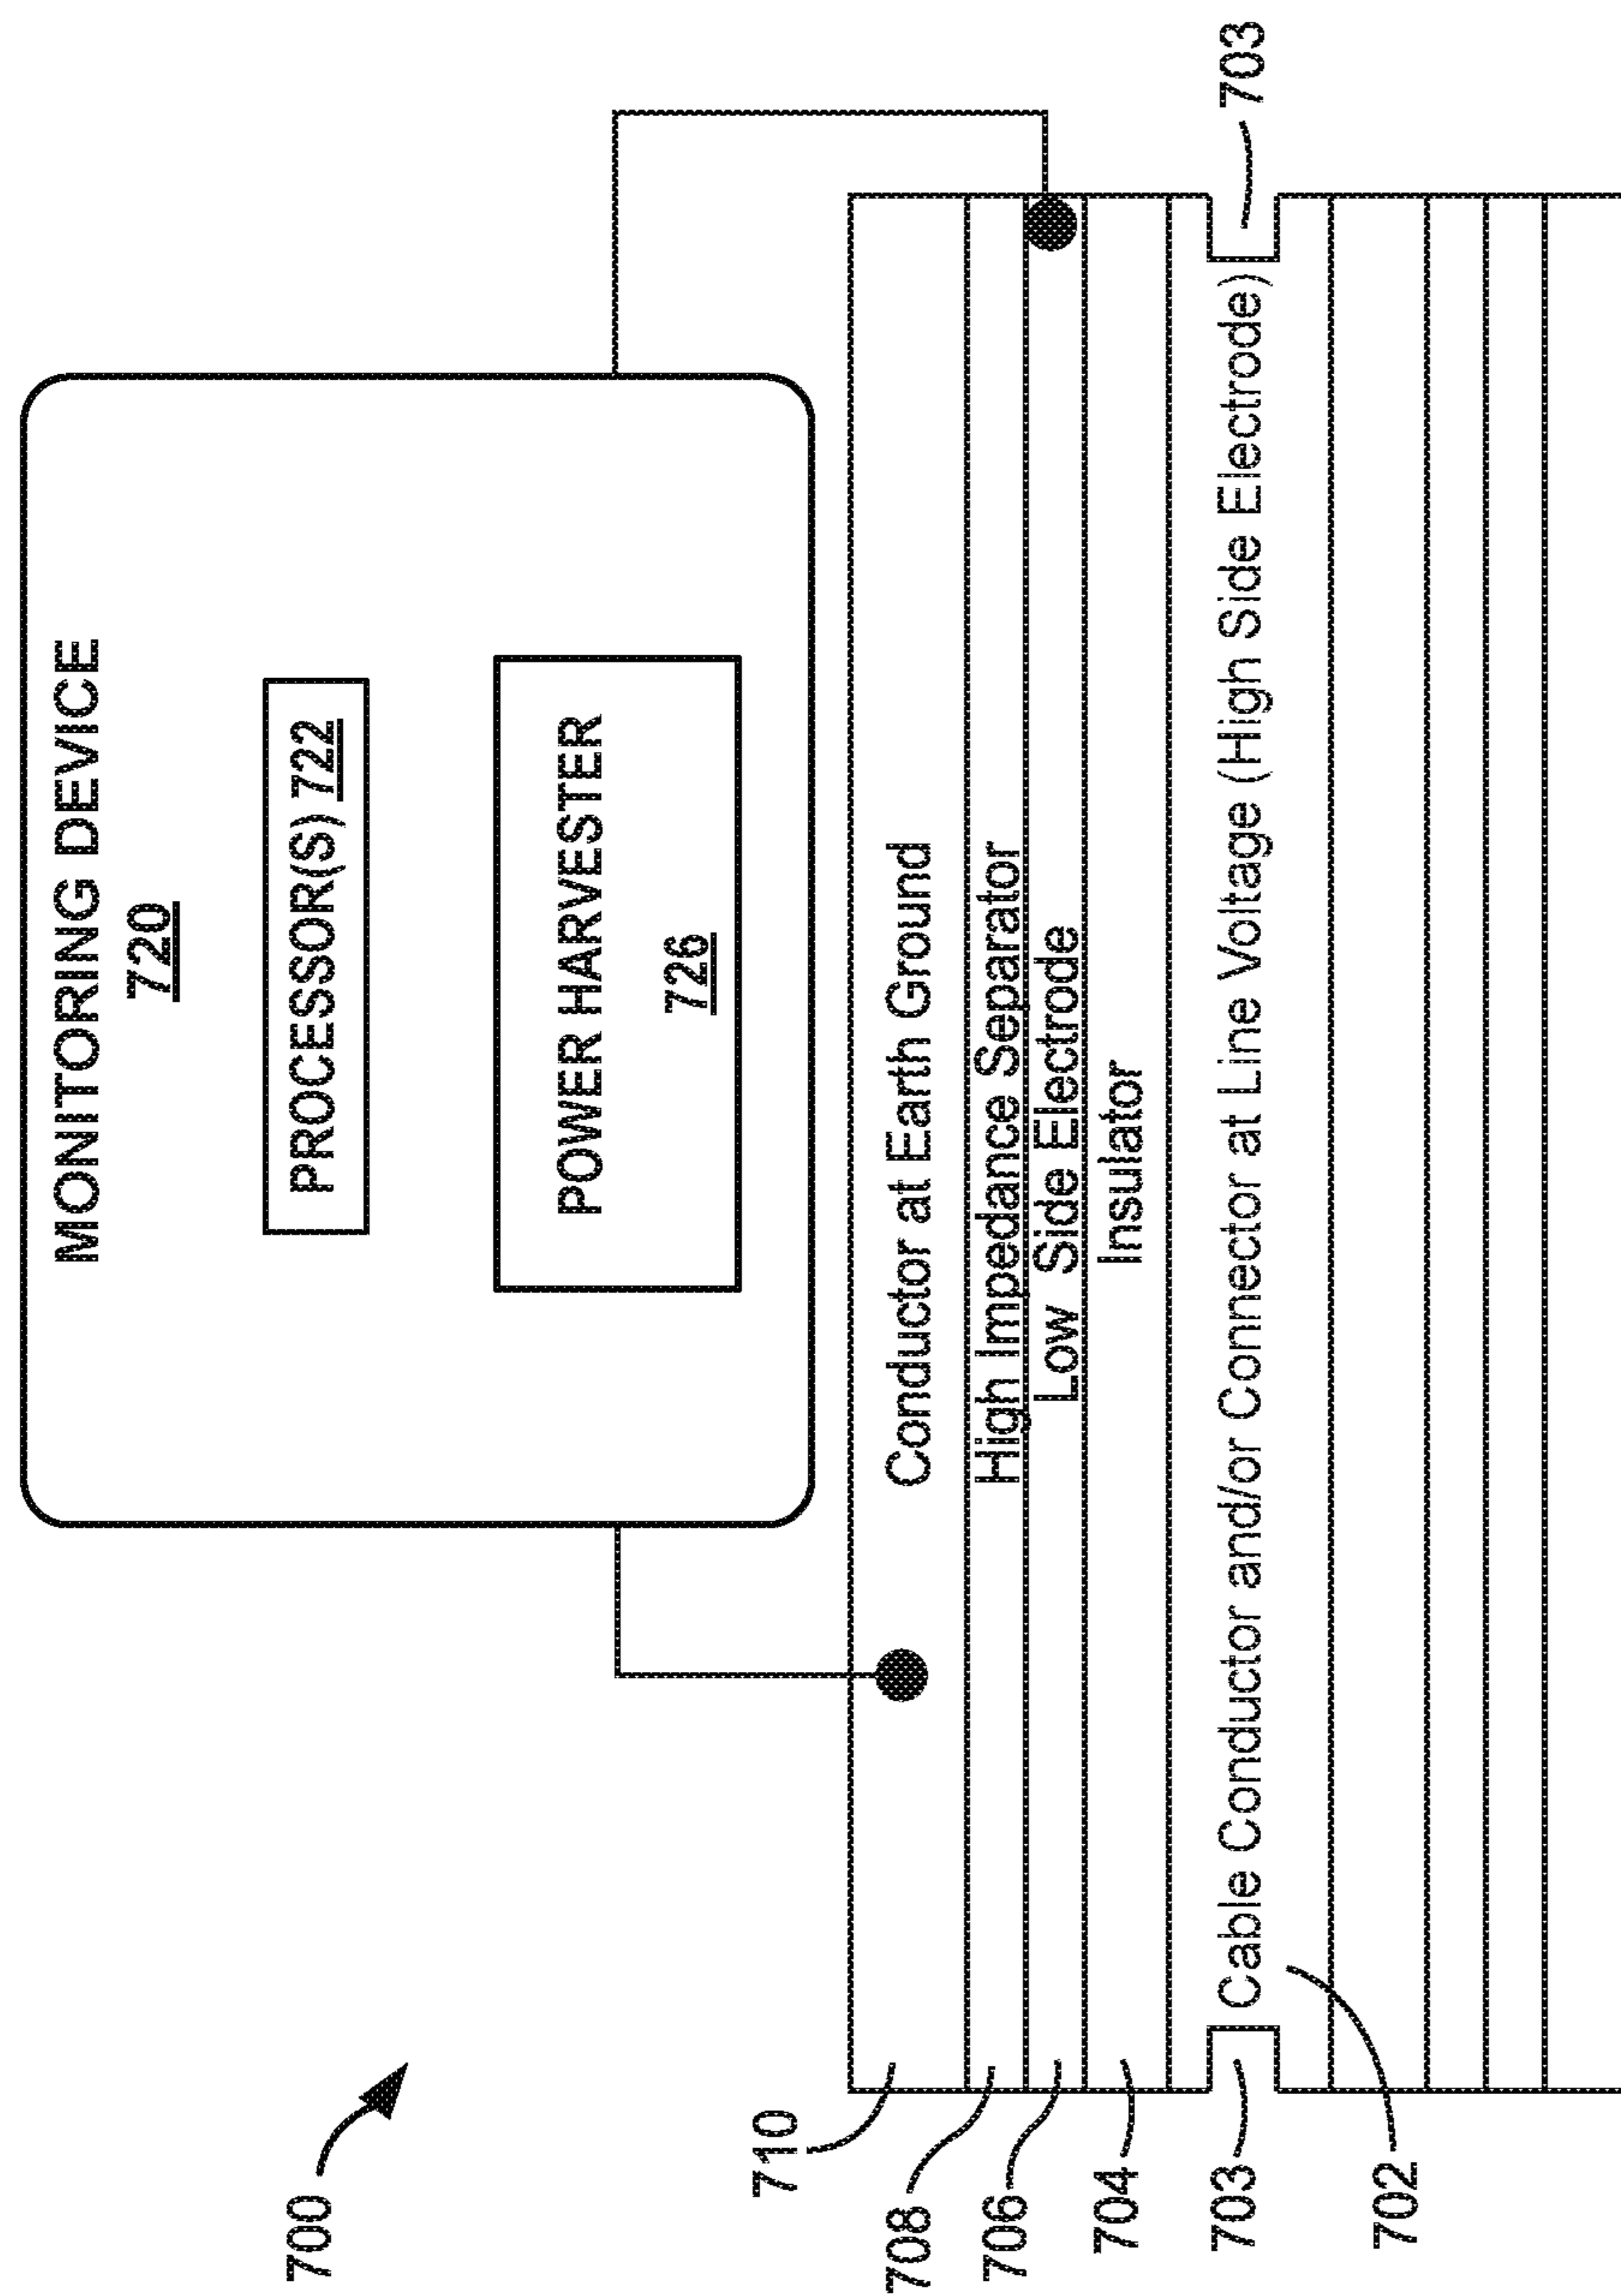 700
MONITORING DEVICE
720
PROCESSOR(S) 722
POWER HARVESTER
726
710
Conductor at Earth Ground
708
High Impedance Separator
706
Low Side Electrode
704
Insulator
703
Cable Conductor and/or Connector at Line Voltage (High Side Electrode)
703
702